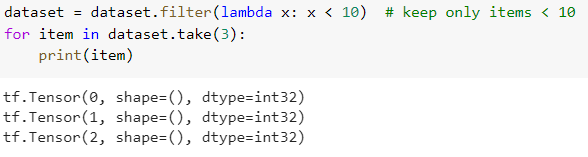 dataset = dataset.filter(lambda x: x < 10)  # keep only items < 10
for item in dataset.take(3):
    print(item)
tf.Tensor(0, shape=(), dtype=int32)
tf.Tensor(1, shape=(), dtype=int32)
tf.Tensor(2, shape=(), dtype=int32)